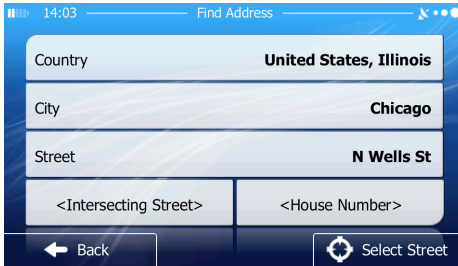 14:03 Find Address
Country United States, Illinois
City Chicago
Street N Wells St
<Intersecting Street> <House Number>
Back Select Street